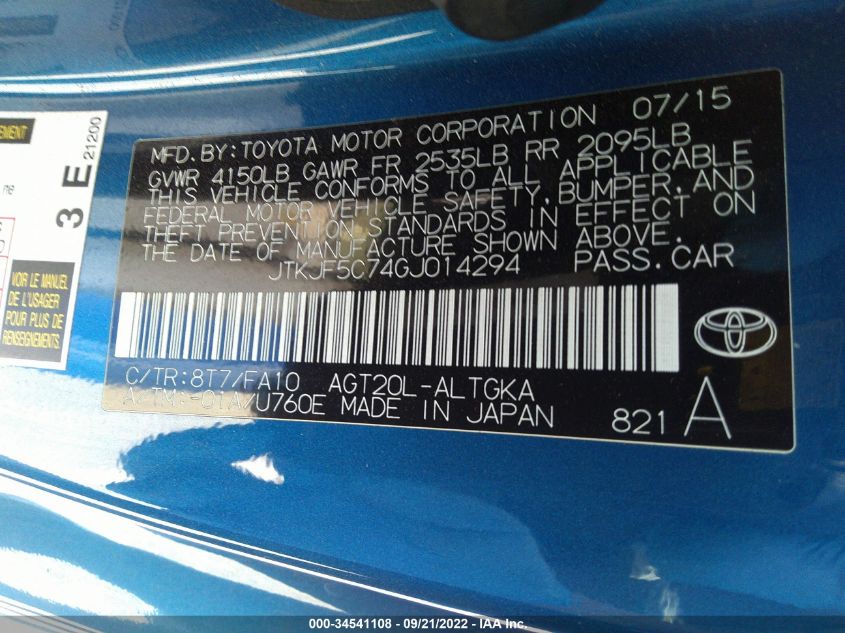 EMENT
ne
3 E
21200
VOIR LE MANUEL
DE L'USAGER
POUR PLUS DE
RENSEIGNEMENTS
MFD. BY: TOYOTA MOTOR CORPORATION 07/15
GVWR 4150LB GAWR FR 2535LB RR 2095LB
THIS VEHICLE CONFORMS TO ALL APPLICABLE
FEDERAL MOTOR VEHICLE SAFETY, BUMPER, AND
THEFT PREVENTION STANDARDS IN EFFECT ON
THE DATE OF MANUFACTURE SHOWN ABOVE.
JTKJF5C74GJ014294 PASS. CAR
C/TR:8T7/FA10 AGT20L-ALTGKA
A/TM:-01A/U760E MADE IN JAPAN
821 A
000-34541108 - 09/21/2022 - IAA Inc.